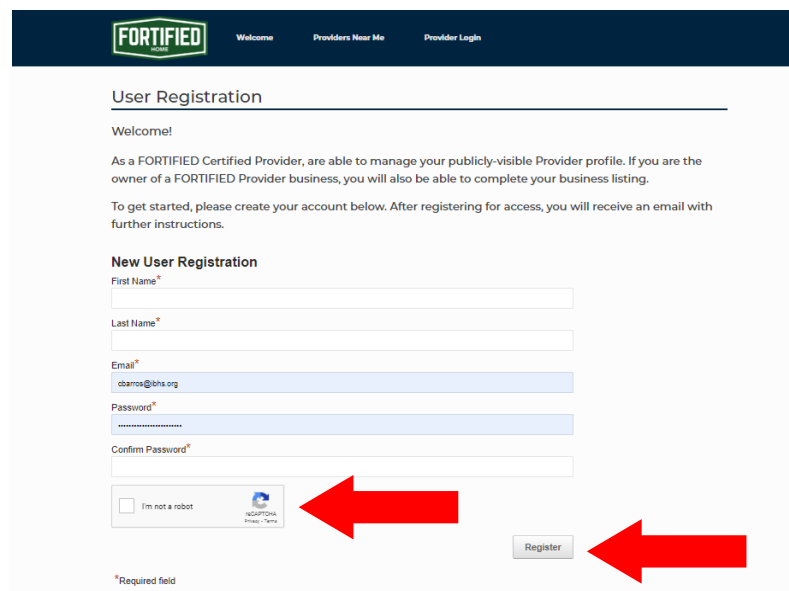 FORTIFIED
HOME
Welcome Providers Near Me Provider Login
User Registration
Welcome!
As a FORTIFIED Certified Provider, are able to manage your publicly-visible Provider profile. If you are the
owner of a FORTIFIED Provider business, you will also be able to complete your business listing.
To get started, please create your account below. After registering for access, you will receive an email with
further instructions.
New User Registration
First Name*
Last Name*
Email*
cbarros@ibhs.org
Password*
Confirm Password*
I'm not a robot
reCAPTCHA
Privacy - Terms
Register
*Required field